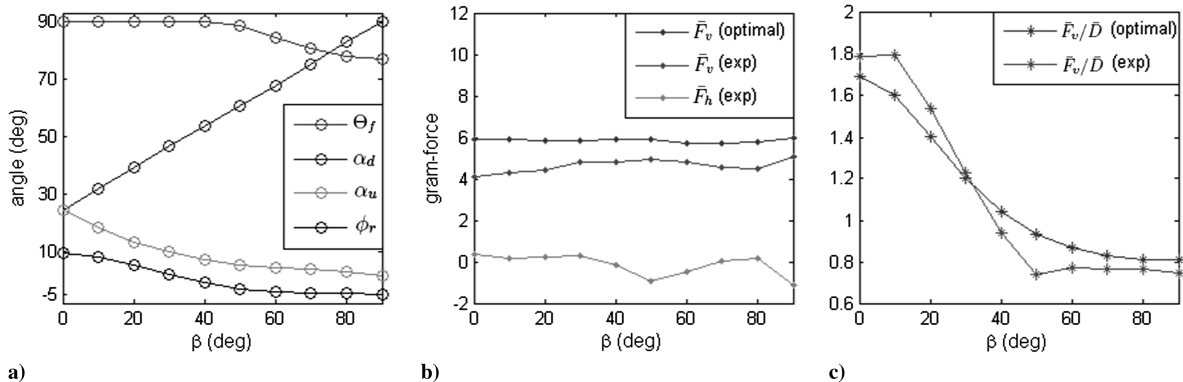 90
70
50
30
10
-5
angle (deg)
Θf
αd
αu
ϕr
0 20 40 60 80
β (deg)
a)
12
10
8
6
4
2
0
-2
gram-force
F̄v (optimal)
F̄v (exp)
F̄h (exp)
0 20 40 60 80
β (deg)
b)
2
1.8
1.6
1.4
1.2
1
0.8
0.6
F̄v/D̄ (optimal)
F̄v/D̄ (exp)
0 20 40 60 80
β (deg)
c)